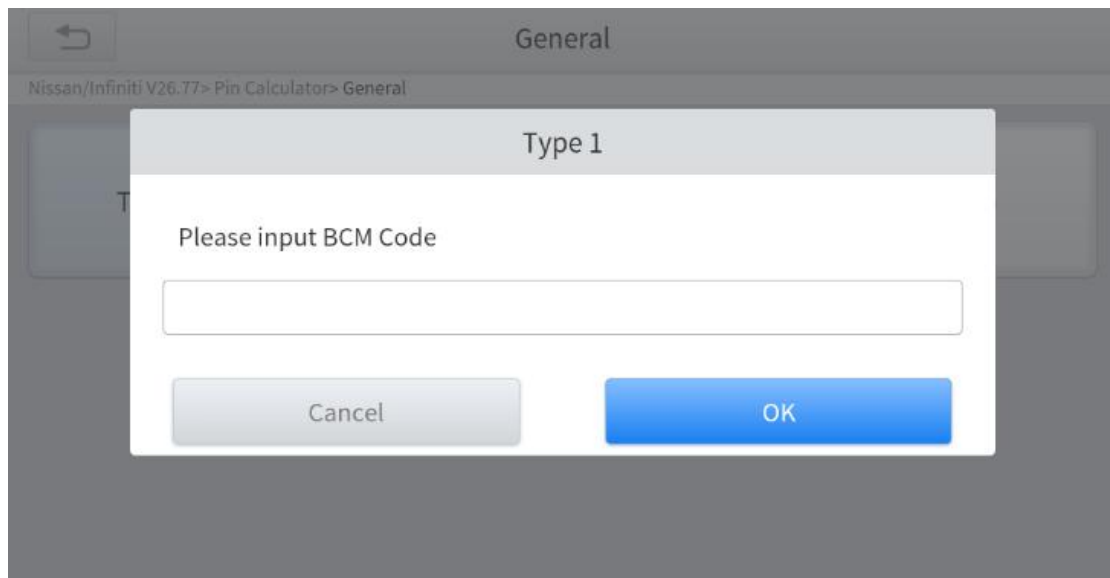 General
Nissan/Infiniti V26.77> Pin Calculator> General
Type 1
T
Please input BCM Code
Cancel
OK